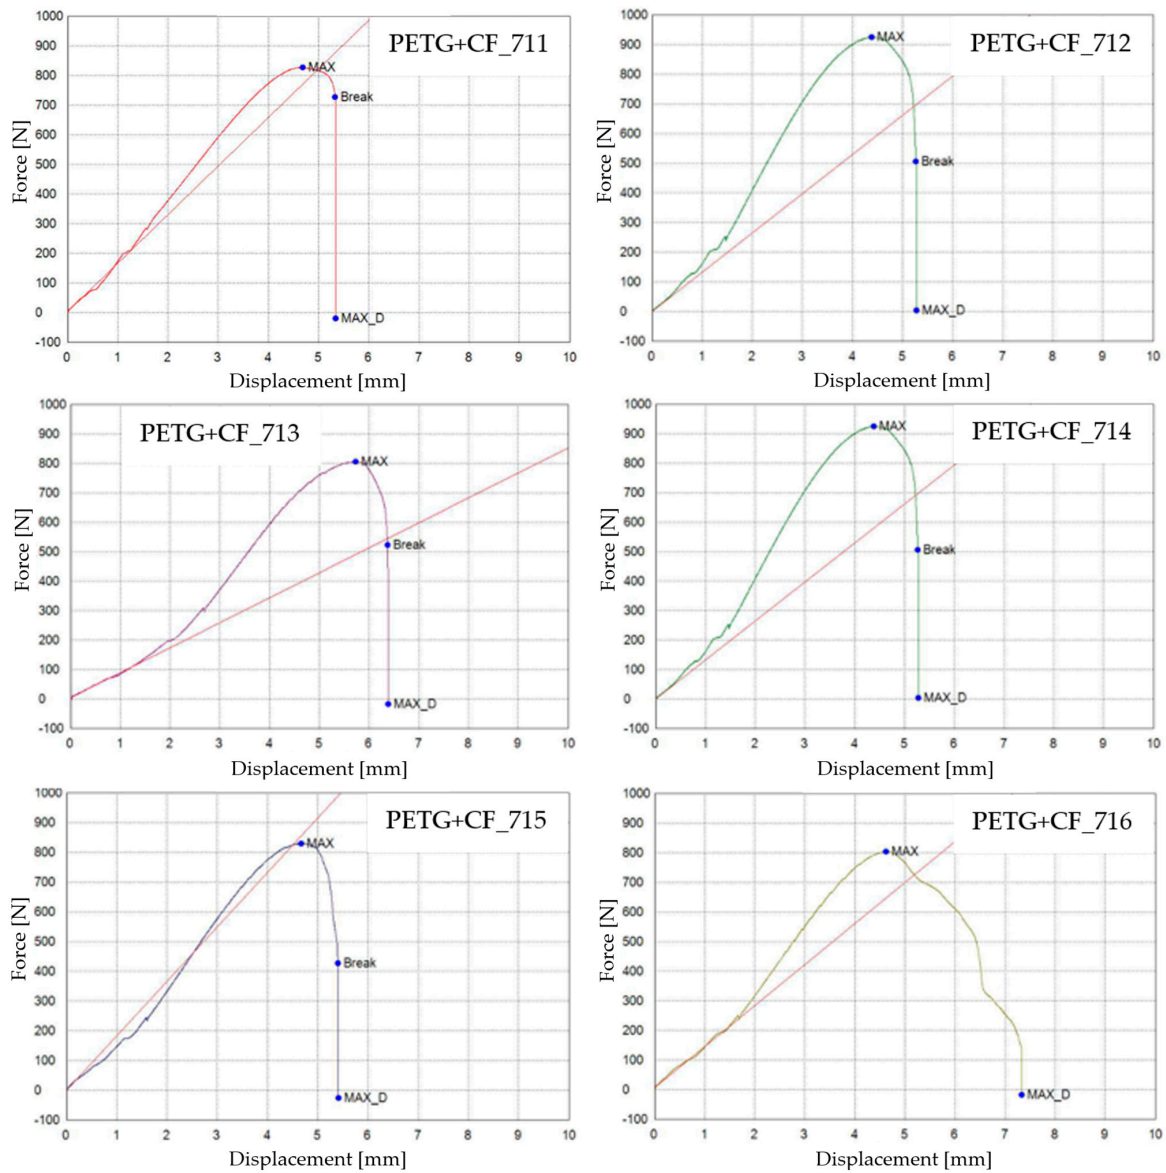 PETG+CF_711
1000
900
800
700
600
500
400
300
200
100
0
-100
Force [N]
MAX
Break
MAX_D
0 1 2 3 4 5 6 7 8 9 10
Displacement [mm]
PETG+CF_712
1000
900
800
700
600
500
400
300
200
100
0
-100
Force [N]
MAX
Break
MAX_D
0 1 2 3 4 5 6 7 8 9 10
Displacement [mm]
PETG+CF_713
1000
900
800
700
600
500
400
300
200
100
0
-100
Force [N]
MAX
Break
MAX_D
0 1 2 3 4 5 6 7 8 9 10
Displacement [mm]
PETG+CF_714
1000
900
800
700
600
500
400
300
200
100
0
-100
Force [N]
MAX
Break
MAX_D
0 1 2 3 4 5 6 7 8 9 10
Displacement [mm]
PETG+CF_715
1000
900
800
700
600
500
400
300
200
100
0
-100
Force [N]
MAX
Break
MAX_D
0 1 2 3 4 5 6 7 8 9 10
Displacement [mm]
PETG+CF_716
1000
900
800
700
600
500
400
300
200
100
0
-100
Force [N]
MAX
MAX_D
0 1 2 3 4 5 6 7 8 9 10
Displacement [mm]